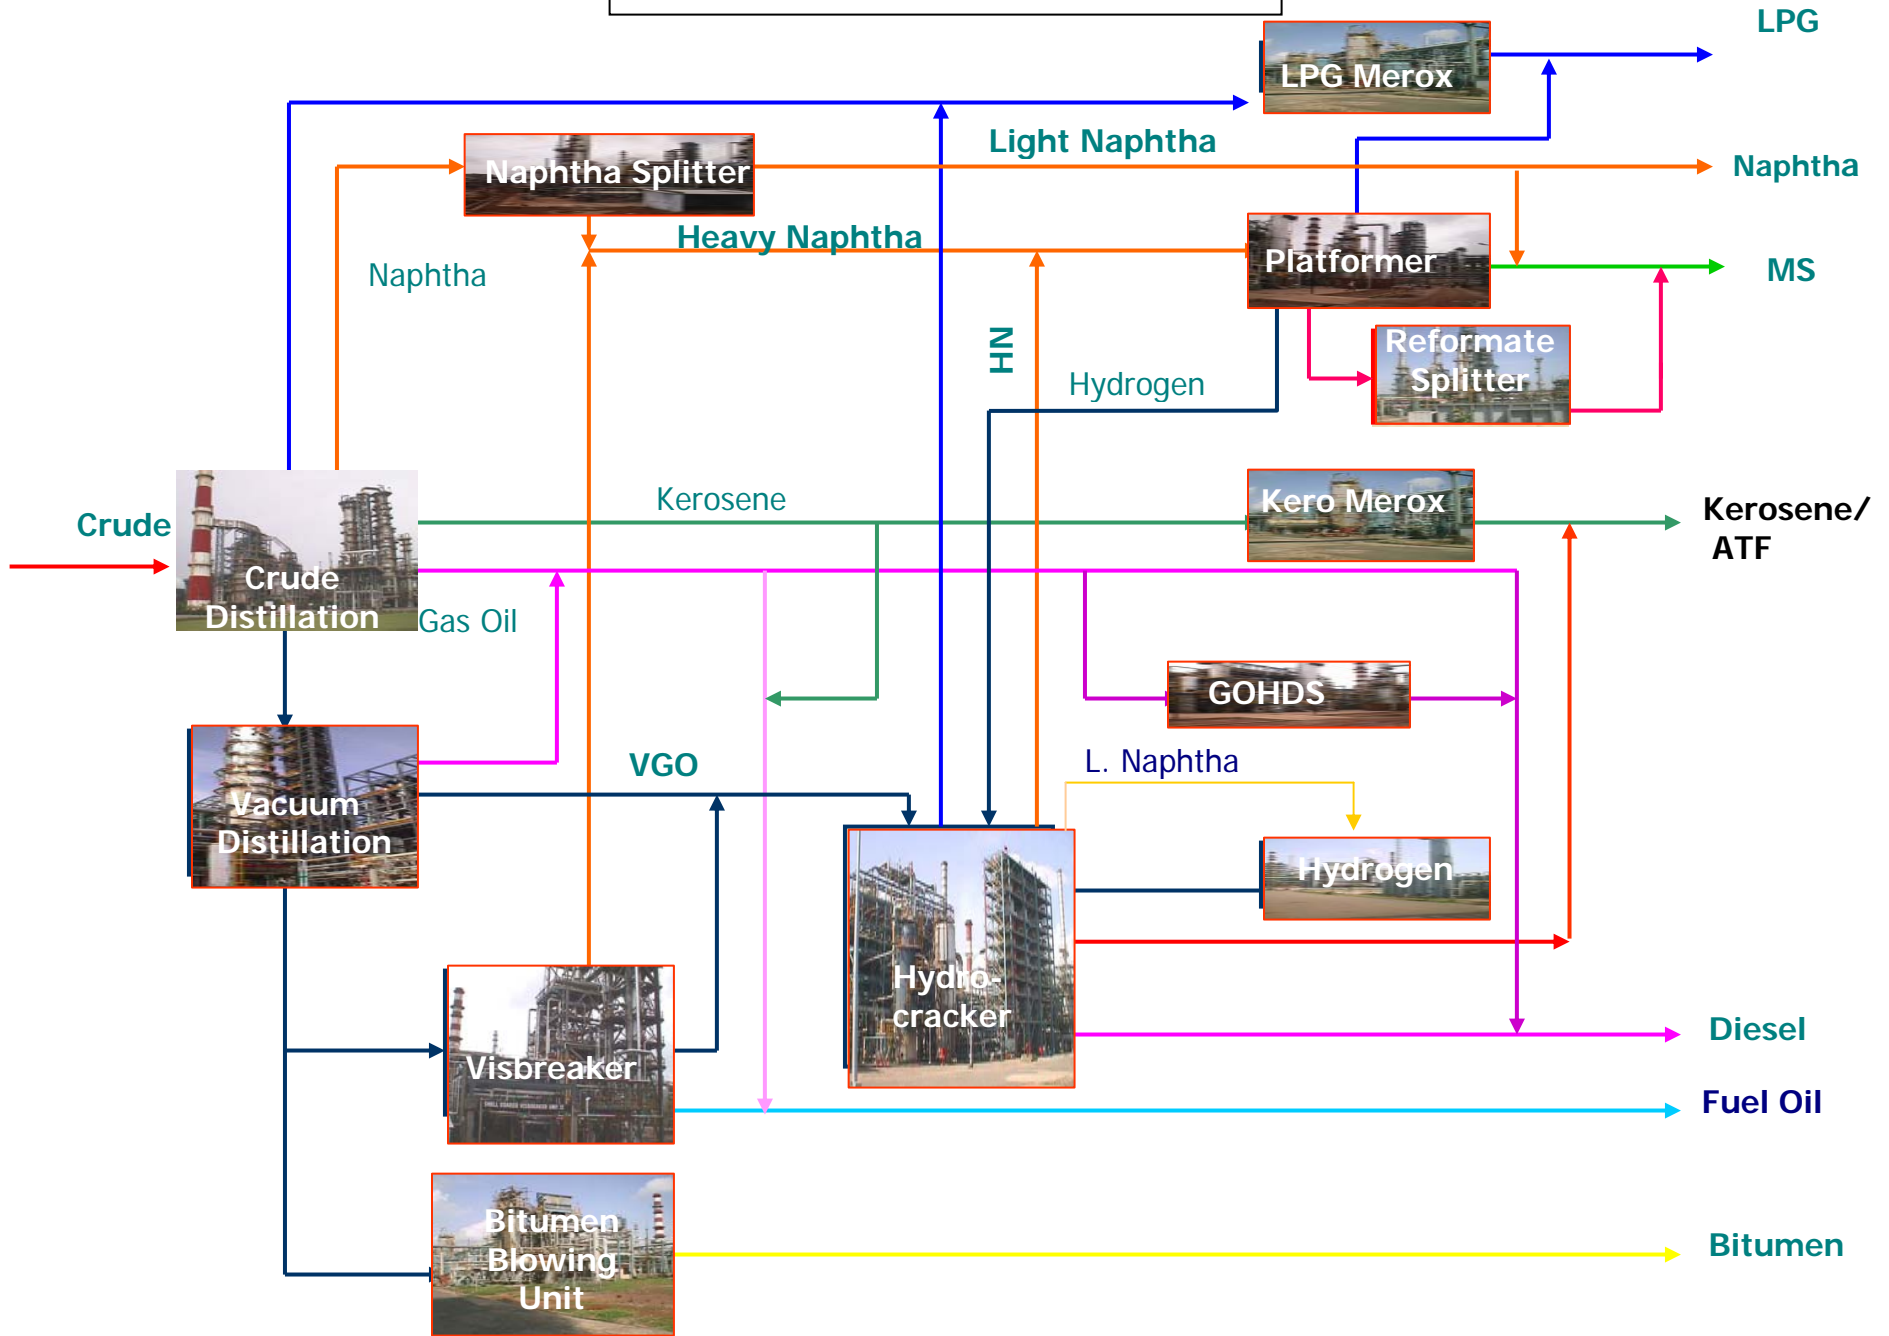 LPG
LPG Merox
Light Naphtha
Naphtha Splitter
Naphtha
Heavy Naphtha
Platformer
MS
Naphtha
HN
Reformate
Splitter
Hydrogen
Kerosene
Kero Merox
Kerosene/
ATF
Crude
Crude
Distillation
Gas Oil
GOHDS
VGO
L. Naphtha
Vacuum
Distillation
Hydrogen
Hydro-
cracker
Visbreaker
Diesel
Fuel Oil
Bitumen
Blowing
Unit
Bitumen